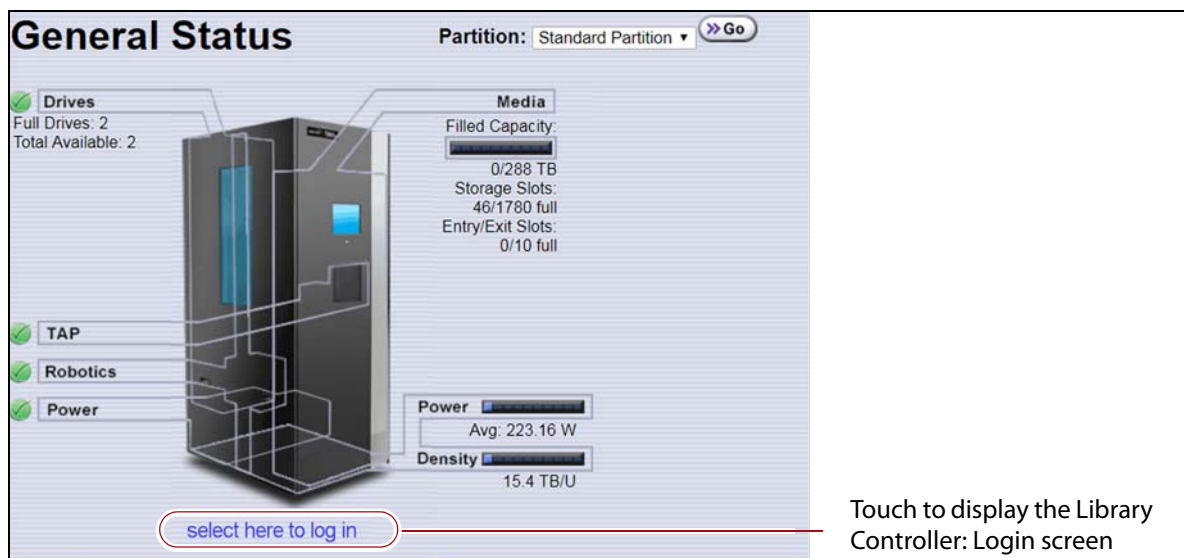 General Status
Partition: Standard Partition
Go
Drives
Full Drives: 2
Total Available: 2
Media
Filled Capacity:
0/288 TB
Storage Slots:
46/1780 full
Entry/Exit Slots:
0/10 full
TAP
Robotics
Power
Power
Avg: 223.16 W
Density
15.4 TB/U
select here to log in
Touch to display the Library
Controller: Login screen